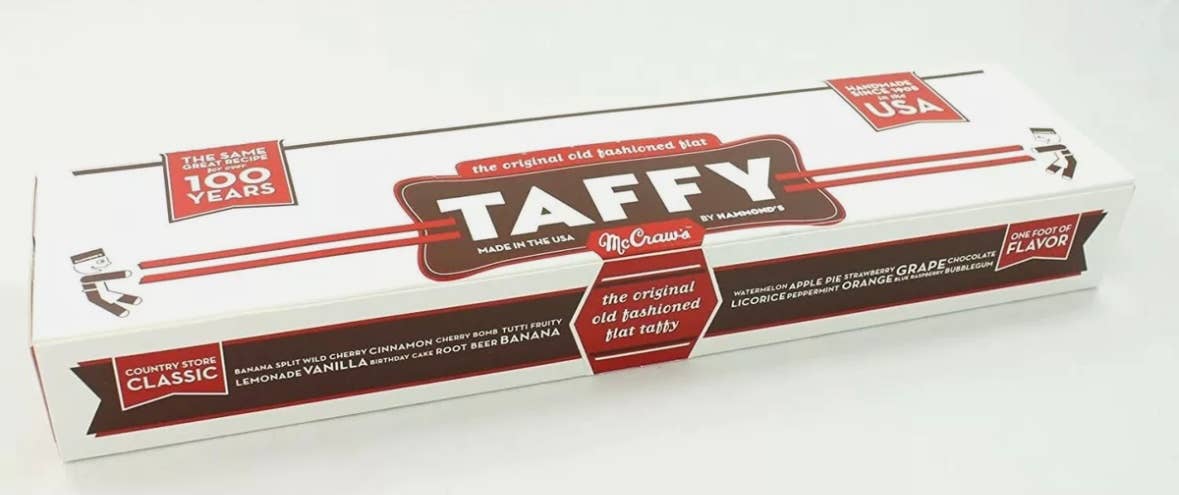 THE SAME
GREAT RECIPE
for over
100
YEARS
HANDMADE
SINCE 1908
in the
USA
the original old fashioned flat
TAFFY
MADE IN THE USA
BY HAMMOND'S
McCraw's™
the original
old fashioned
flat taffy
COUNTRY STORE
CLASSIC
BANANA SPLIT WILD CHERRY CINNAMON CHERRY BOMB TUTTI FRUITY
LEMONADE VANILLA BIRTHDAY CAKE ROOT BEER BANANA
WATERMELON APPLE PIE STRAWBERRY GRAPE CHOCOLATE
LICORICE PEPPERMINT ORANGE BLUE RASPBERRY BUBBLEGUM
ONE FOOT OF
FLAVOR